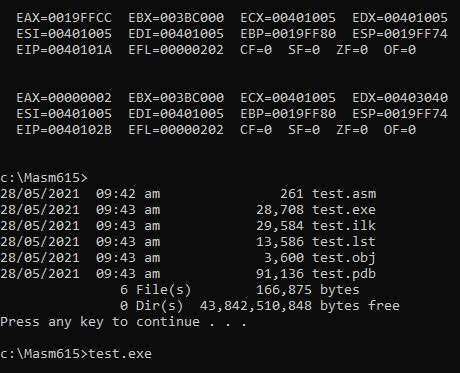 EAX=0019FFCC  EBX=003BC000  ECX=00401005  EDX=00401005
ESI=00401005  EDI=00401005  EBP=0019FF80  ESP=0019FF74
EIP=0040101A  EFL=00000202  CF=0  SF=0  ZF=0  OF=0
EAX=00000002  EBX=003BC000  ECX=00401005  EDX=00403040
ESI=00401005  EDI=00401005  EBP=0019FF80  ESP=0019FF74
EIP=0040102B  EFL=00000202  CF=0  SF=0  ZF=0  OF=0
c:\Masm615>
28/05/2021  09:42 am               261 test.asm
28/05/2021  09:43 am            28,708 test.exe
28/05/2021  09:43 am            29,584 test.ilk
28/05/2021  09:43 am            13,586 test.lst
28/05/2021  09:43 am             3,600 test.obj
28/05/2021  09:43 am            91,136 test.pdb
6 File(s)        166,875 bytes
0 Dir(s)  43,842,510,848 bytes free
Press any key to continue . . .
c:\Masm615>test.exe